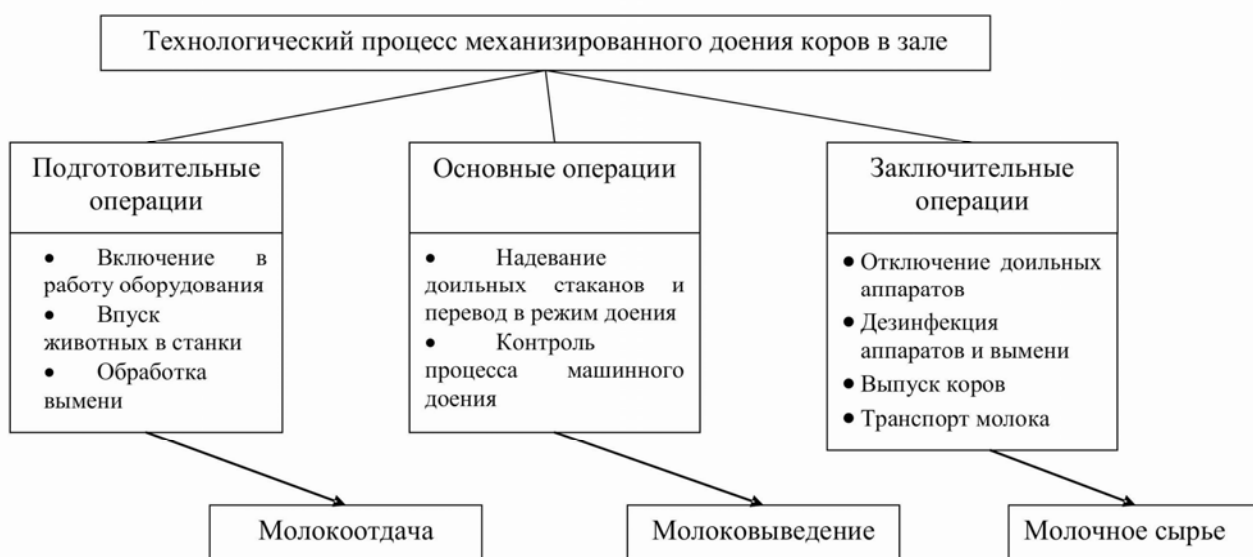 Технологический процесс механизированного доения коров в зале
Подготовительные
операции
• Включение в
работу оборудования
• Впуск
животных в станки
• Обработка
вымени
Молокоотдача
Основные операции
• Надевание
доильных стаканов и
перевод в режим доения
• Контроль
процесса машинного
доения
Молоковыведение
Заключительные
операции
• Отключение доильных
аппаратов
• Дезинфекция
аппаратов и вымени
• Выпуск коров
• Транспорт молока
Молочное сырье